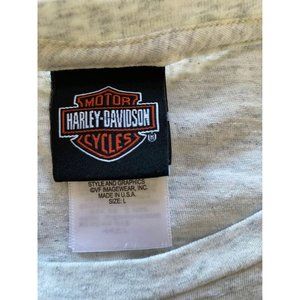 MOTOR
HARLEY-DAVIDSON
CYCLES
®
STYLE AND GRAPHICS
©VF IMAGEWEAR, INC.
MADE IN U.S.A.
SIZE: L